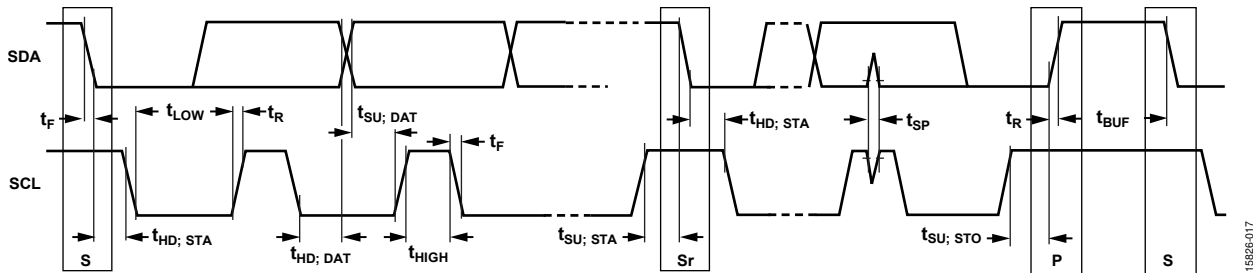 SDA
tF
tLOW
tR
tSU; DAT
tF
tHD; STA
tSP
tR
tBUF
SCL
tHD; STA
tHD; DAT
tHIGH
tSU; STA
tSU; STO
S
Sr
P
S
15826-017